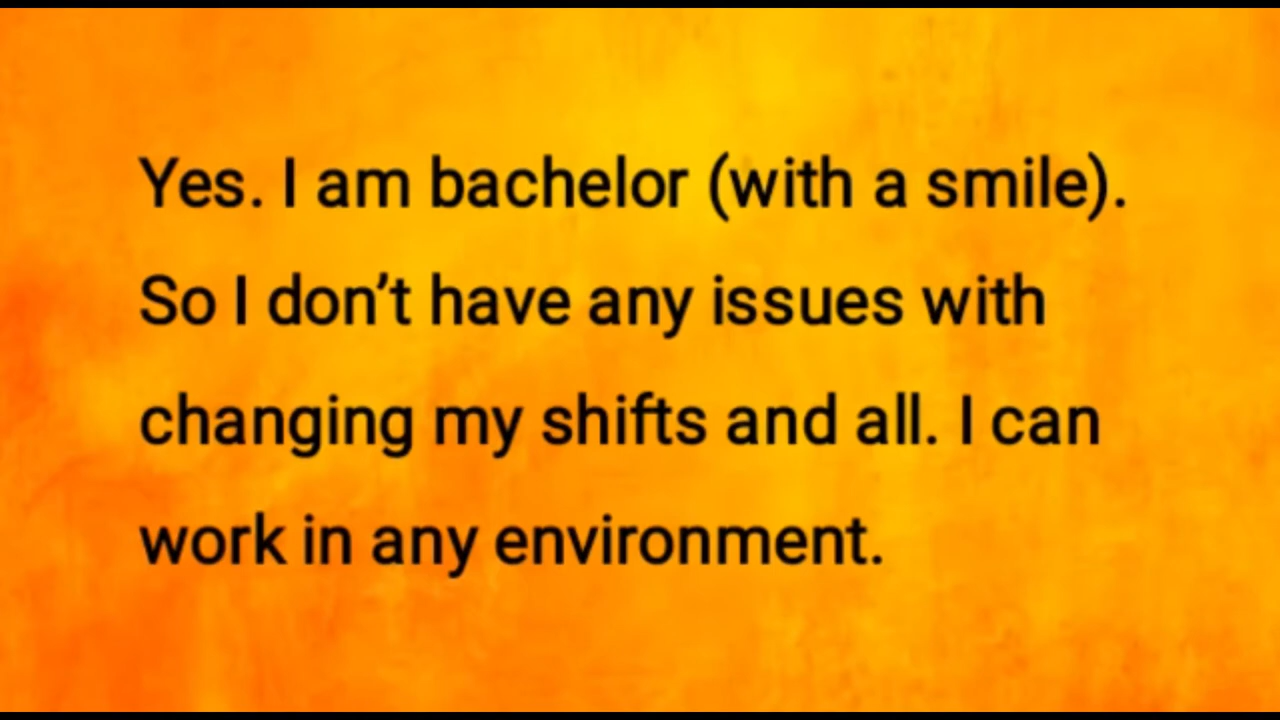 Yes. I am bachelor (with a smile).
So I don’t have any issues with
changing my shifts and all. I can
work in any environment.